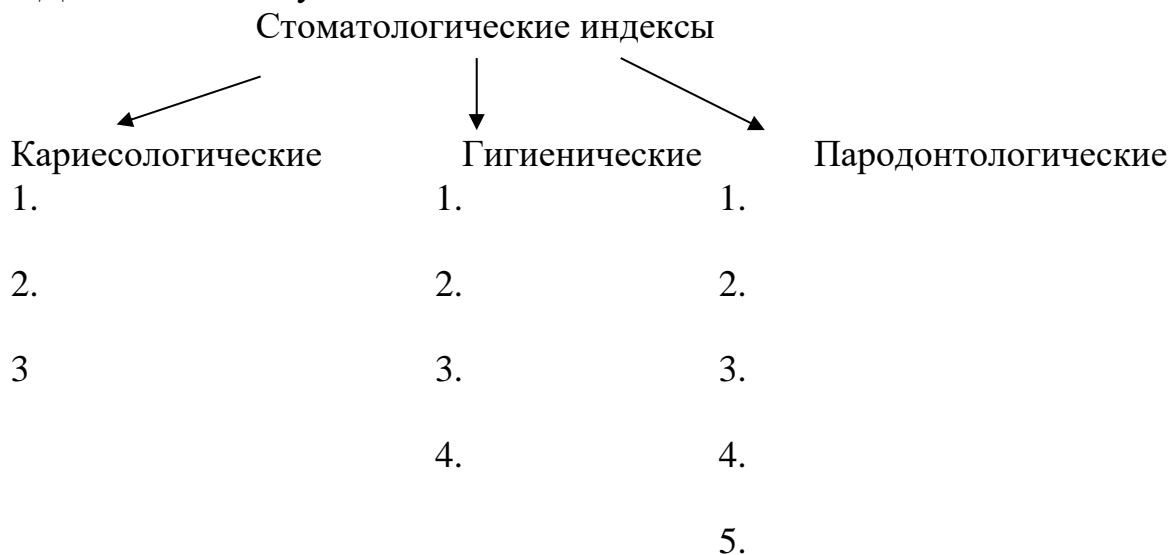 Стоматологические индексы
Кариесологические Гигиенические Пародонтологические
1. 1. 1.
2. 2. 2.
3 3. 3.
4. 4.
5.